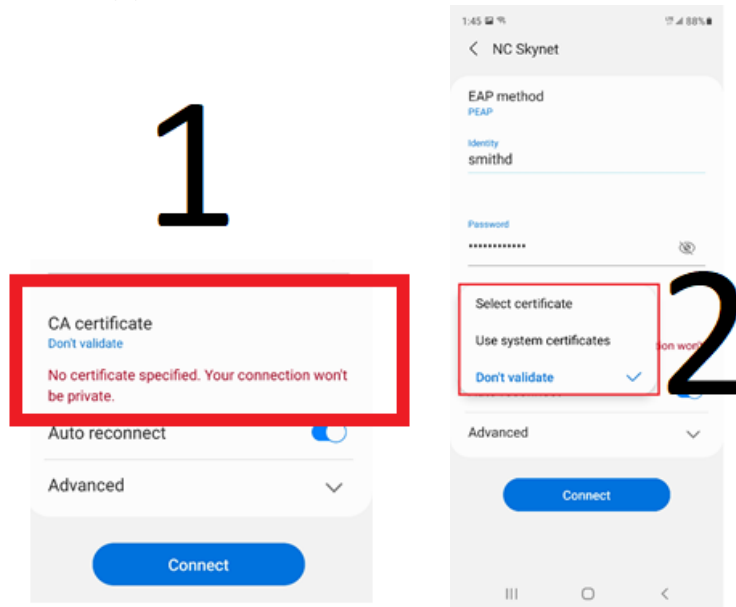 1
CA certificate
Don't validate
No certificate specified. Your connection won't
be private.
Auto reconnect
Advanced
Connect
1:45
88%
NC Skynet
EAP method
PEAP
Identity
smithd
Password
••••••••••••
Select certificate
Use system certificates
Don't validate
2
Advanced
Connect